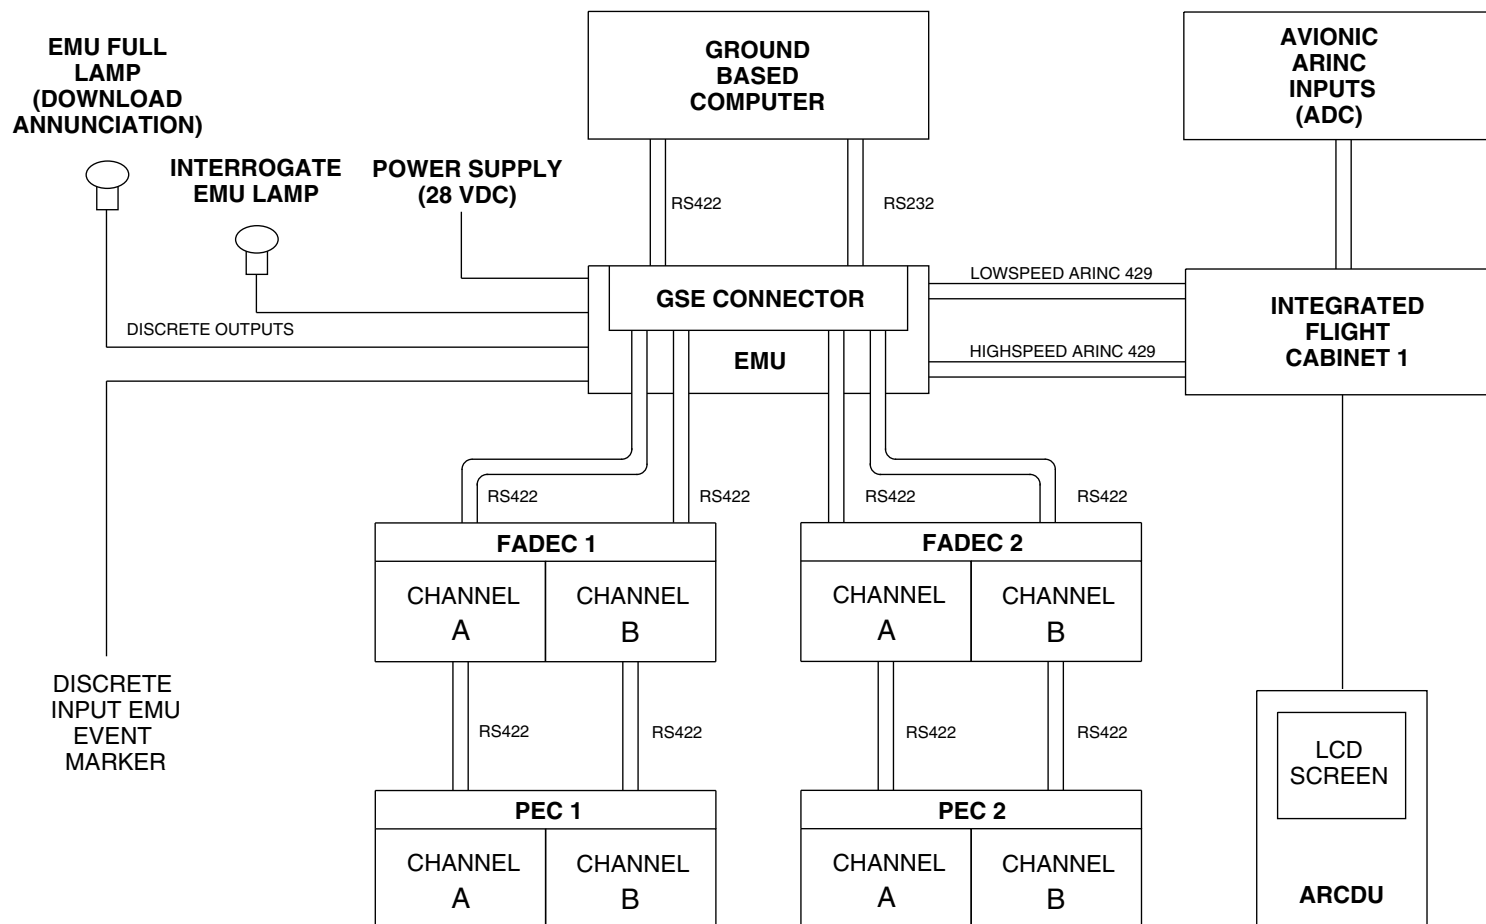 EMU FULL
LAMP
(DOWNLOAD
ANNUNCIATION)
INTERROGATE
EMU LAMP
POWER SUPPLY
(28 VDC)
GROUND
BASED
COMPUTER
AVIONIC
ARINC
INPUTS
(ADC)
RS422
RS232
DISCRETE OUTPUTS
GSE CONNECTOR
EMU
LOWSPEED ARINC 429
HIGHSPEED ARINC 429
INTEGRATED
FLIGHT
CABINET 1
RS422
RS422
RS422
RS422
FADEC 1
CHANNEL
A
CHANNEL
B
FADEC 2
CHANNEL
A
CHANNEL
B
DISCRETE
INPUT EMU
EVENT
MARKER
RS422
RS422
RS422
RS422
PEC 1
CHANNEL
A
CHANNEL
B
PEC 2
CHANNEL
A
CHANNEL
B
LCD
SCREEN
ARCDU